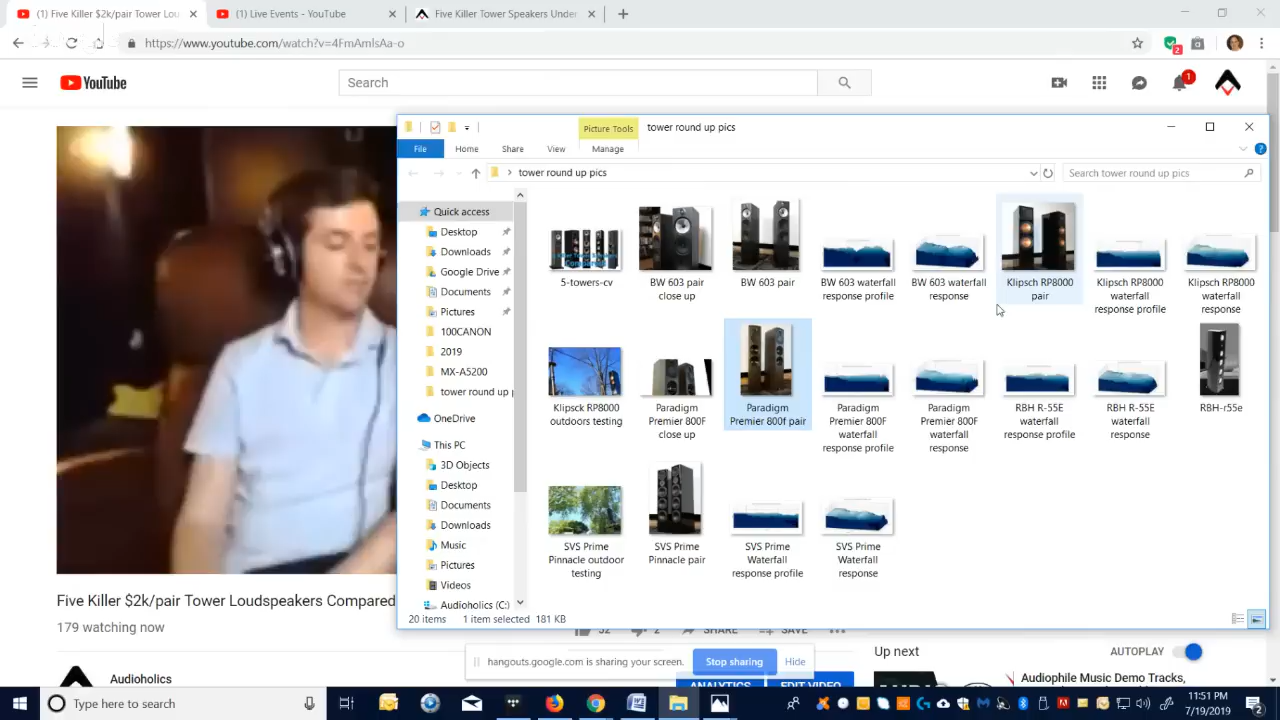 (1) Five Killer $2k/pair Tower Lou
(1) Live Events - YouTube
Five Killer Tower Speakers Under
https://www.youtube.com/watch?v=4FmAmlsAa-o
2
YouTube
Search
1
Picture Tools
tower round up pics
File
Home
Share
View
Manage
tower round up pics
Search tower round up pics
Quick access
Desktop
Downloads
Google Drive
Documents
Pictures
100CANON
2019
MX-A5200
tower round up p
OneDrive
This PC
3D Objects
Desktop
Documents
Downloads
Music
Pictures
Videos
Audioholics (C:)
5-towers-cv
BW 603 pair
close up
BW 603 pair
BW 603 waterfall
response profile
BW 603 waterfall
response
Klipsch RP8000
pair
Klipsch RP8000
waterfall
response profile
Klipsch RP8000
waterfall
response
Klipsck RP8000
outdoors testing
Paradigm
Premier 800F
close up
Paradigm
Premier 800f pair
Paradigm
Premier 800F
waterfall
response profile
Paradigm
Premier 800F
waterfall
response
RBH R-55E
waterfall
response profile
RBH R-55E
waterfall
response
RBH-r55e
SVS Prime
Pinnacle outdoor
testing
SVS Prime
Pinnacle pair
SVS Prime
Waterfall
response profile
SVS Prime
Waterfall
response
20 items
1 item selected 181 KB
Five Killer $2k/pair Tower Loudspeakers Compared
179 watching now
52
2
SHARE
SAVE
hangouts.google.com is sharing your screen.
Stop sharing
Hide
Up next
AUTOPLAY
Audioholics
ANALYTICS
EDIT VIDEO
Audiophile Music Demo Tracks,
Type here to search
11:51 PM
7/19/2019
2